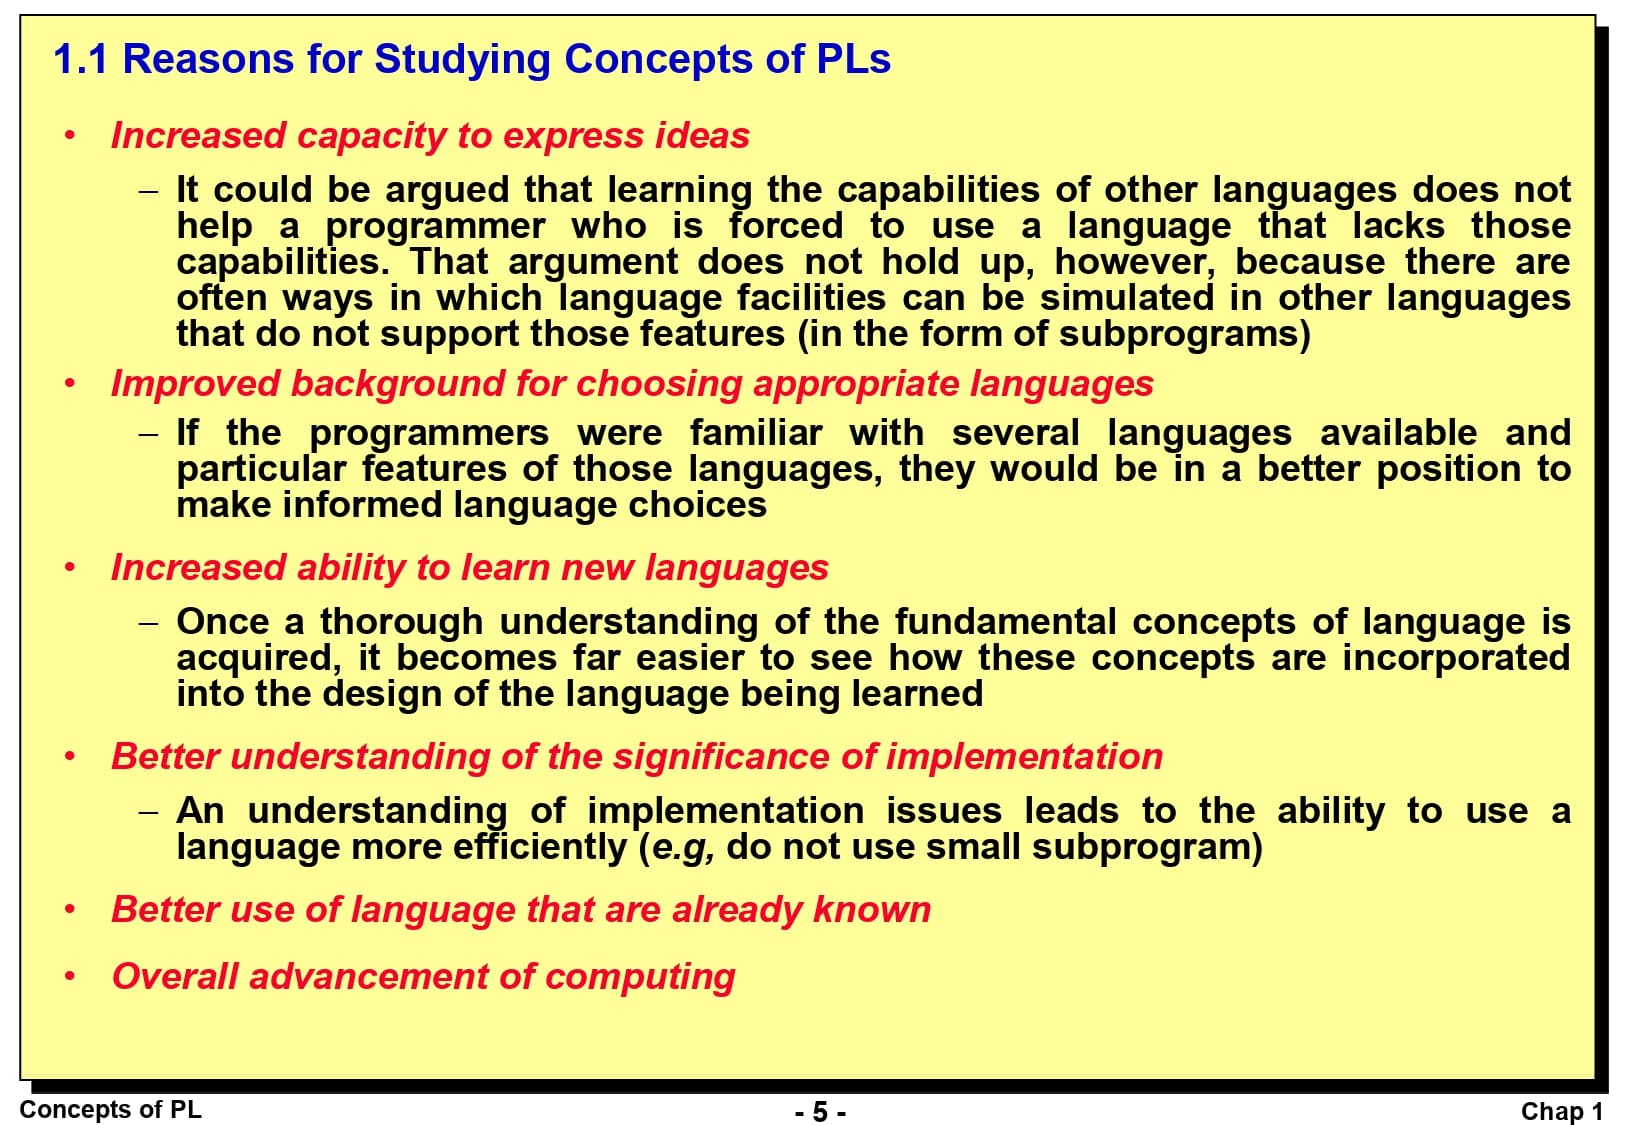 1.1 Reasons for Studying Concepts of PLs
• Increased capacity to express ideas
– It could be argued that learning the capabilities of other languages does not
help a programmer who is forced to use a language that lacks those
capabilities. That argument does not hold up, however, because there are
often ways in which language facilities can be simulated in other languages
that do not support those features (in the form of subprograms)
• Improved background for choosing appropriate languages
– If the programmers were familiar with several languages available and
particular features of those languages, they would be in a better position to
make informed language choices
• Increased ability to learn new languages
– Once a thorough understanding of the fundamental concepts of language is
acquired, it becomes far easier to see how these concepts are incorporated
into the design of the language being learned
• Better understanding of the significance of implementation
– An understanding of implementation issues leads to the ability to use a
language more efficiently (e.g, do not use small subprogram)
• Better use of language that are already known
• Overall advancement of computing
Concepts of PL
- 5 -
Chap 1